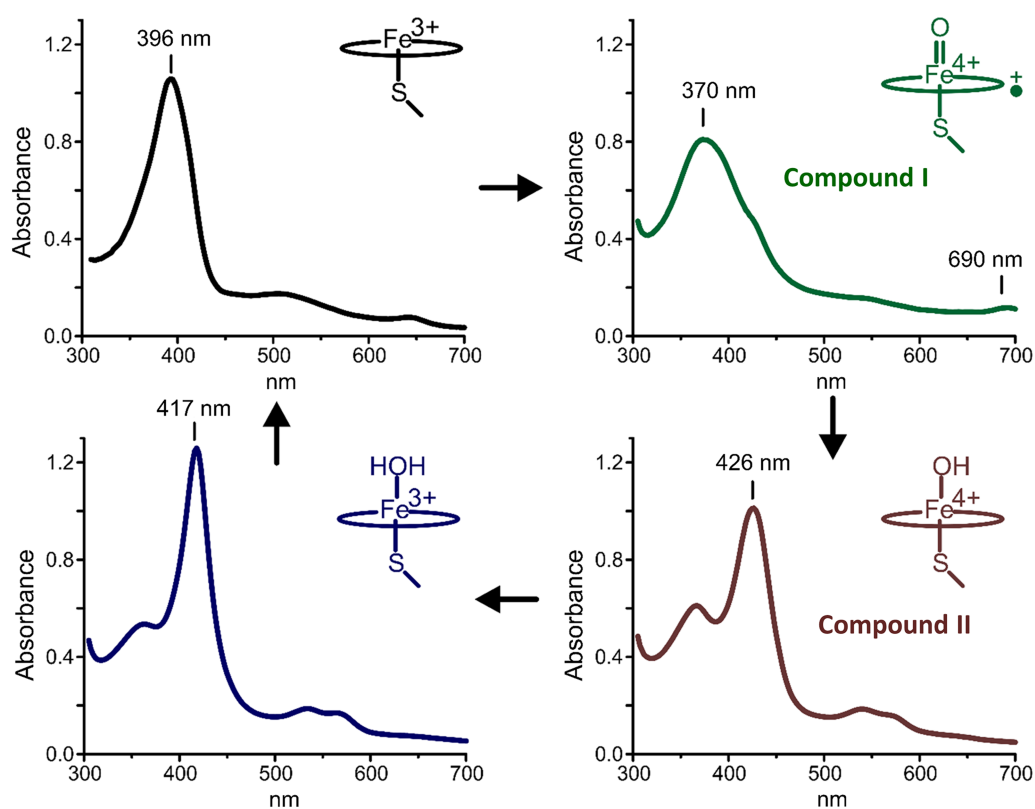 396 nm
Fe3+
S
1.2
0.8
0.4
0.0
Absorbance
300 400 500 600 700
nm
O
Fe4+
+
S
370 nm
Compound I
690 nm
1.2
0.8
0.4
0.0
Absorbance
300 400 500 600 700
nm
417 nm
HOH
Fe3+
S
1.2
0.8
0.4
0.0
Absorbance
300 400 500 600 700
nm
426 nm
OH
Fe4+
S
Compound II
1.2
0.8
0.4
0.0
Absorbance
300 400 500 600 700
nm